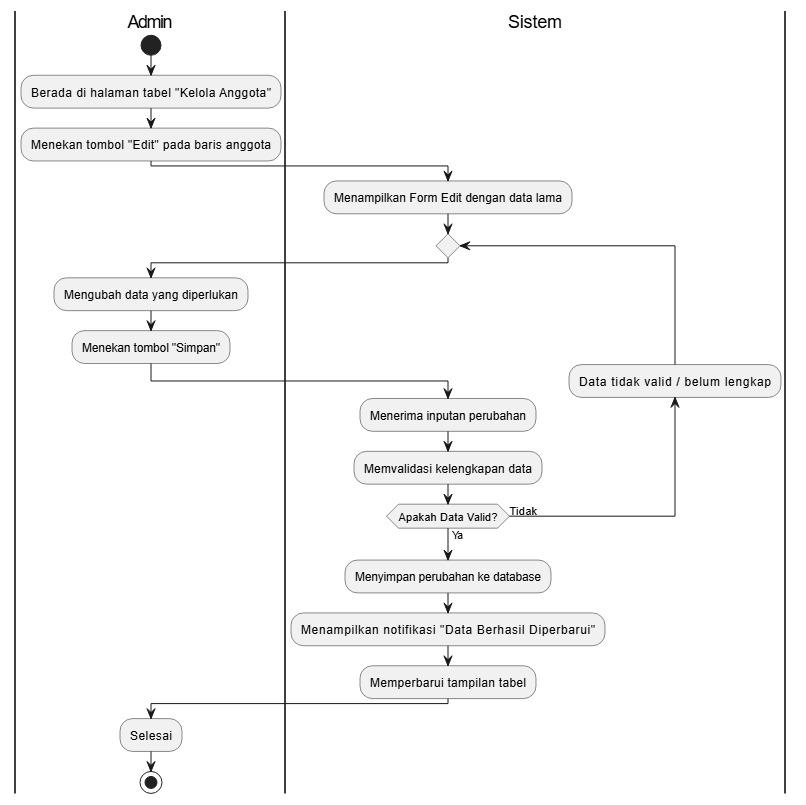 Admin
Sistem
Berada di halaman tabel "Kelola Anggota"
Menekan tombol "Edit" pada baris anggota
Menampilkan Form Edit dengan data lama
Mengubah data yang diperlukan
Menekan tombol "Simpan"
Data tidak valid / belum lengkap
Menerima inputan perubahan
Memvalidasi kelengkapan data
Apakah Data Valid?
Tidak
Ya
Menyimpan perubahan ke database
Menampilkan notifikasi "Data Berhasil Diperbarui"
Memperbarui tampilan tabel
Selesai